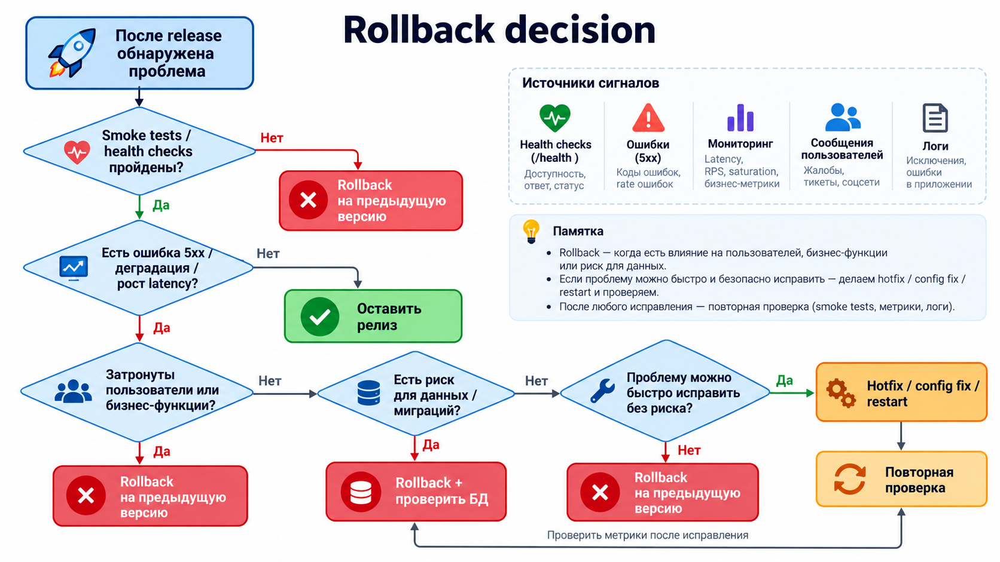 Rollback decision
После release
обнаружена
проблема
Smoke tests /
health checks
пройдены?
Нет
Rollback
на предыдущую
версию
Да
Есть ошибка 5xx /
деградация /
рост latency?
Нет
Оставить
релиз
Да
Затронуты
пользователи или
бизнес-функции?
Нет
Есть риск
для данных /
миграций?
Нет
Проблему можно
быстро исправить
без риска?
Да
Hotfix / config fix /
restart
Да
Rollback
на предыдущую
версию
Да
Rollback +
проверить БД
Нет
Rollback
на предыдущую
версию
Повторная
проверка
Проверить метрики после исправления
Источники сигналов
Health checks
(/health )
Доступность,
ответ, статус
Ошибки
(5xx)
Коды ошибок,
rate ошибок
Мониторинг
Latency,
RPS, saturation,
бизнес-метрики
Сообщения
пользователей
Жалобы,
тикеты, соцсети
Логи
Исключения,
ошибки
в приложении
Памятка
• Rollback — когда есть влияние на пользователей, бизнес-функции
или риск для данных.
• Если проблему можно быстро и безопасно исправить — делаем hotfix / config fix /
restart и проверяем.
• После любого исправления — повторная проверка (smoke tests, метрики, логи).